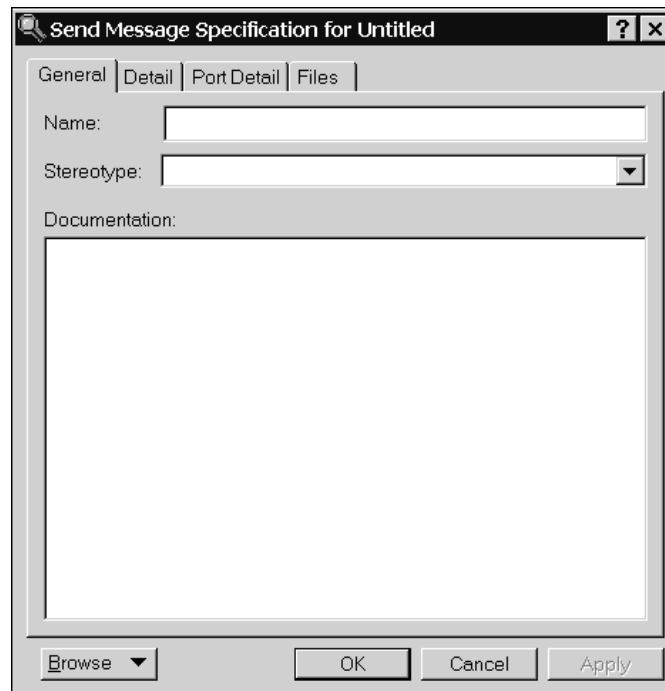 Send Message Specification for Untitled
General Detail Port Detail Files
Name:
Stereotype:
Documentation:
Browse OK Cancel Apply